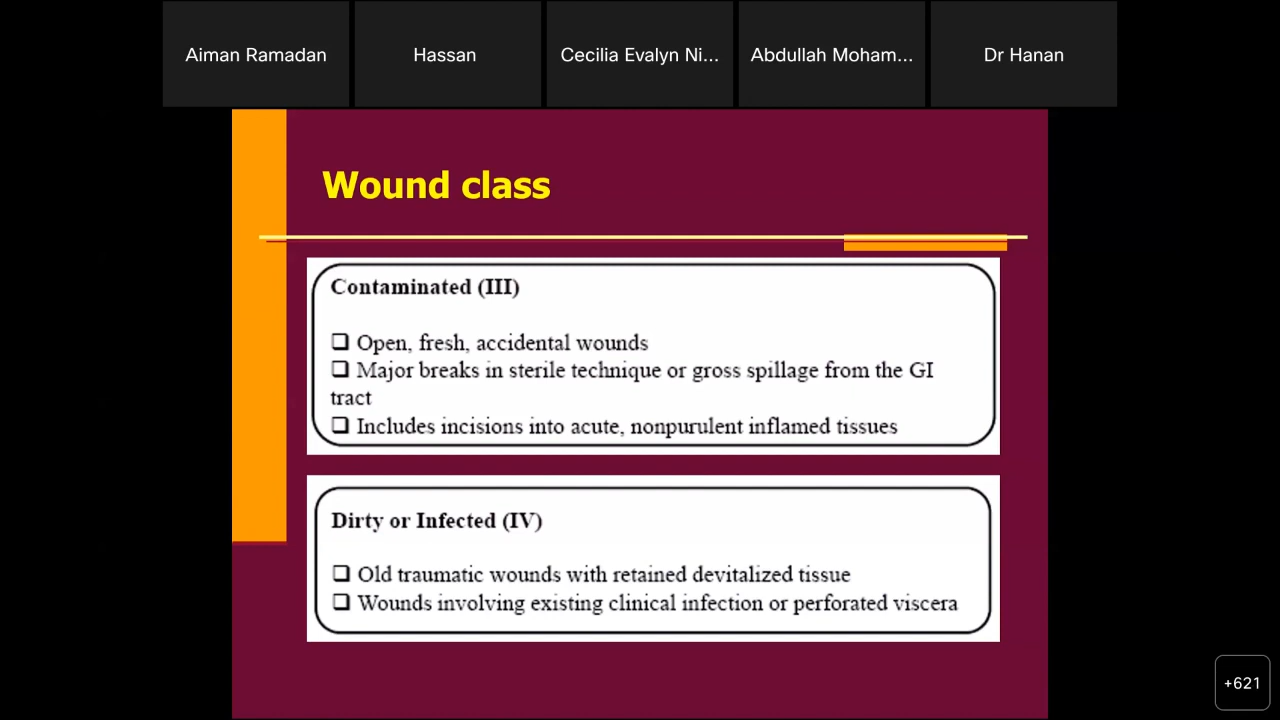 Aiman Ramadan
Hassan
Cecilia Evalyn Ni...
Abdullah Moham...
Dr Hanan
Wound class
Contaminated (III)
❑ Open, fresh, accidental wounds
❑ Major breaks in sterile technique or gross spillage from the GI
tract
❑ Includes incisions into acute, nonpurulent inflamed tissues
Dirty or Infected (IV)
❑ Old traumatic wounds with retained devitalized tissue
❑ Wounds involving existing clinical infection or perforated viscera
+621